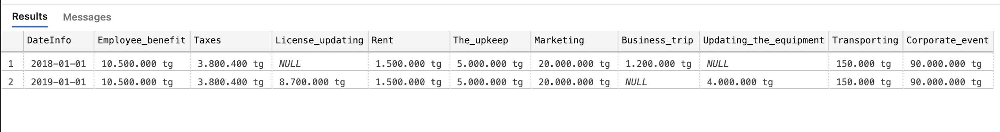 Results Messages
DateInfo Employee_benefit Taxes License_updating Rent The_upkeep Marketing Business_trip Updating_the_equipment Transporting Corporate_event
1 2018-01-01 10.500.000 tg 3.800.400 tg NULL 1.500.000 tg 5.000.000 tg 20.000.000 tg 1.200.000 tg NULL 150.000 tg 90.000.000 tg
2 2019-01-01 10.500.000 tg 3.800.400 tg 8.700.000 tg 1.500.000 tg 5.000.000 tg 20.000.000 tg NULL 4.000.000 tg 150.000 tg 90.000.000 tg